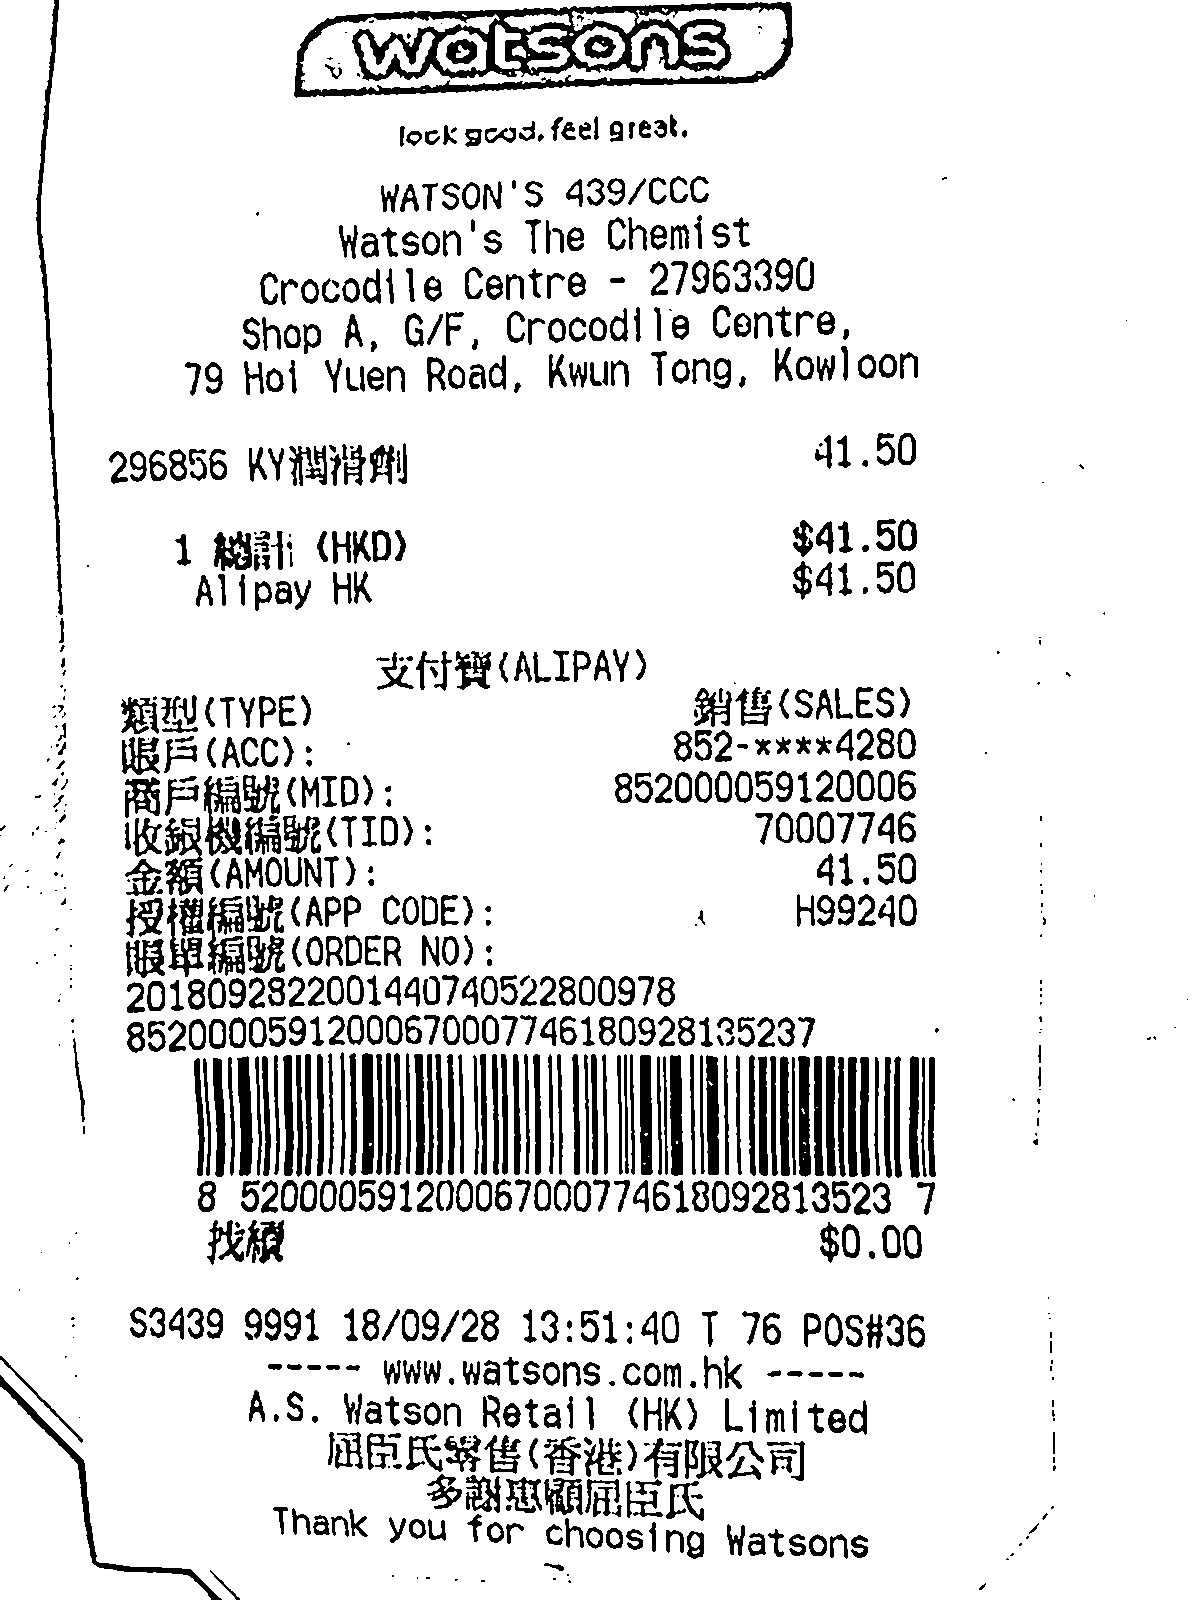 watsons
look good, feel great.
WATSON'S 439/CCC
Watson's The Chemist
Crocodile Centre - 27963390
Shop A, G/F, Crocodile Centre,
79 Hoi Yuen Road, Kwun Tong, Kowloon
296856 KY潤滑劑 41.50
1 總計 (HKD) $41.50
Alipay HK $41.50
支付寶(ALIPAY)
類型(TYPE) 銷售(SALES)
賬戶(ACC): 852-****4280
商戶編號(MID): 852000059120006
收銀機編號(TID): 70007746
金額(AMOUNT): 41.50
授權編號(APP CODE): H99240
賬單編號(ORDER NO):
2018092822001440740522800978
85200005912000670007746180928135237
8 520000591200067000774618092813523 7
找續 $0.00
S3439 9991 18/09/28 13:51:40 T 76 POS#36
----- www.watsons.com.hk -----
A.S. Watson Retail (HK) Limited
屈臣氏零售(香港)有限公司
多謝惠顧屈臣氏
Thank you for choosing Watsons